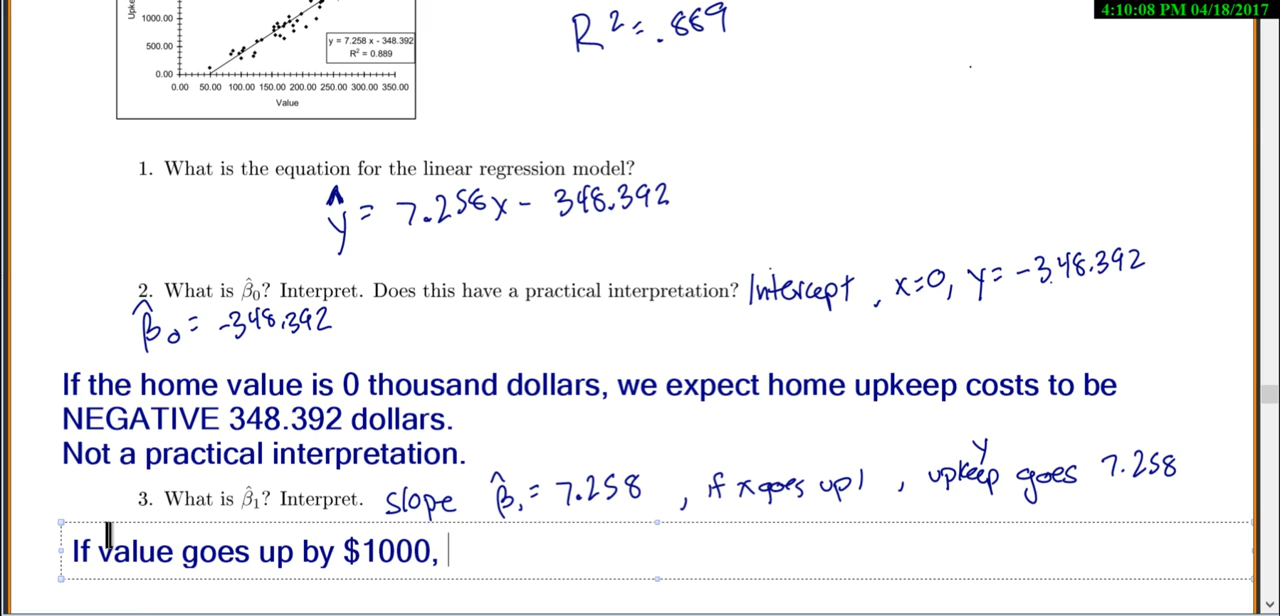 4:10:08 PM 04/18/2017
1000.00
500.00
0.00
y = 7.258 x - 348.392
R² = 0.889
0.00 50.00 100.00 150.00 200.00 250.00 300.00 350.00
Value
R² = .889
1. What is the equation for the linear regression model?
ŷ = 7.258x - 348.392
2. What is β̂₀? Interpret. Does this have a practical interpretation? Intercept, x=0, y= -348.392
β̂₀ = -348.392
If the home value is 0 thousand dollars, we expect home upkeep costs to be
NEGATIVE 348.392 dollars.
Not a practical interpretation.
y
3. What is β̂₁? Interpret. slope β̂₁ = 7.258, if x goes up 1, upkeep goes 7.258
If value goes up by $1000,